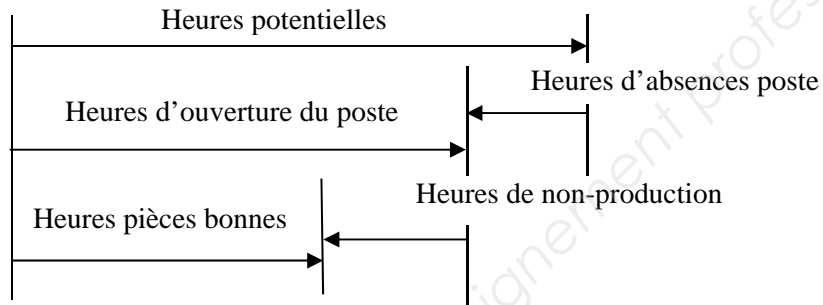 Heures potentielles
Heures d'absences poste
Heures d'ouverture du poste
Heures de non-production
Heures pièces bonnes